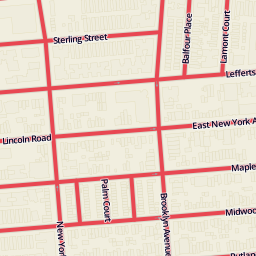 Balfour Place
Lamont Court
Sterling Street
Lefferts
East New York A
Lincoln Road
Maple
Palm Court
New York
Brooklyn Avenue
Midwoo
Rutland